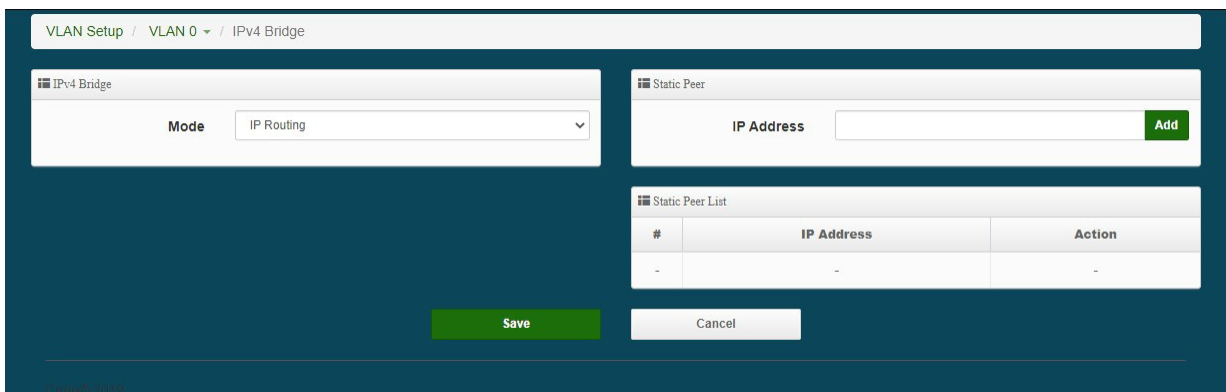 VLAN Setup / VLAN 0 / IPv4 Bridge
IPv4 Bridge
Mode IP Routing
Static Peer
IP Address Add
Static Peer List
# IP Address Action
- - -
Save Cancel